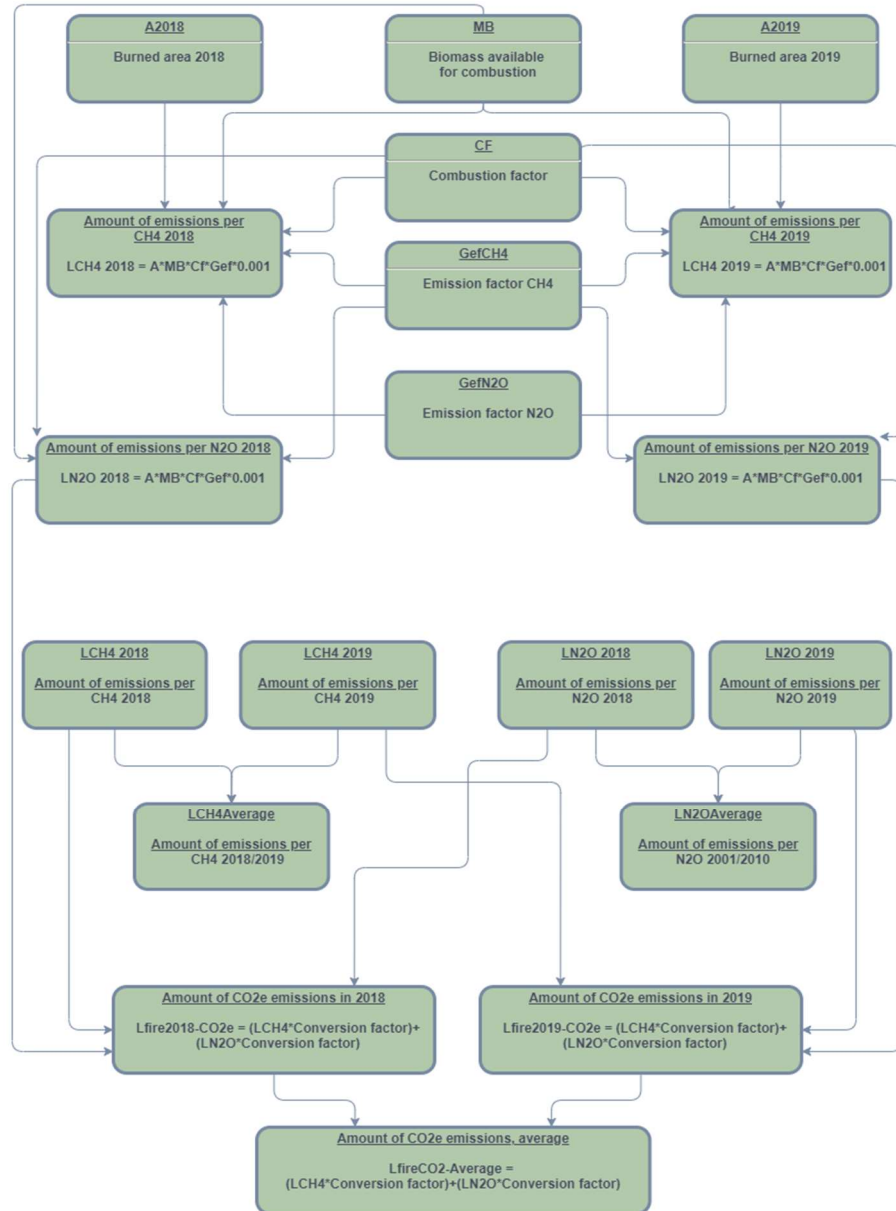 A2018
Burned area 2018
MB
Biomass available
for combustion
A2019
Burned area 2019
CF
Combustion factor
Amount of emissions per
CH4 2018
LCH4 2018 = A*MB*Cf*Gef*0.001
GefCH4
Emission factor CH4
Amount of emissions per
CH4 2019
LCH4 2019 = A*MB*Cf*Gef*0.001
GefN2O
Emission factor N2O
Amount of emissions per N2O 2018
LN2O 2018 = A*MB*Cf*Gef*0.001
Amount of emissions per N2O 2019
LN2O 2019 = A*MB*Cf*Gef*0.001
LCH4 2018
Amount of emissions per
CH4 2018
LCH4 2019
Amount of emissions per
CH4 2019
LN2O 2018
Amount of emissions per
N2O 2018
LN2O 2019
Amount of emissions per
N2O 2019
LCH4Average
Amount of emissions per
CH4 2018/2019
LN2OAverage
Amount of emissions per
N2O 2001/2010
Amount of CO2e emissions in 2018
Lfire2018-CO2e = (LCH4*Conversion factor)+
(LN2O*Conversion factor)
Amount of CO2e emissions in 2019
Lfire2019-CO2e = (LCH4*Conversion factor)+
(LN2O*Conversion factor)
Amount of CO2e emissions, average
LfireCO2-Average =
(LCH4*Conversion factor)+(LN2O*Conversion factor)